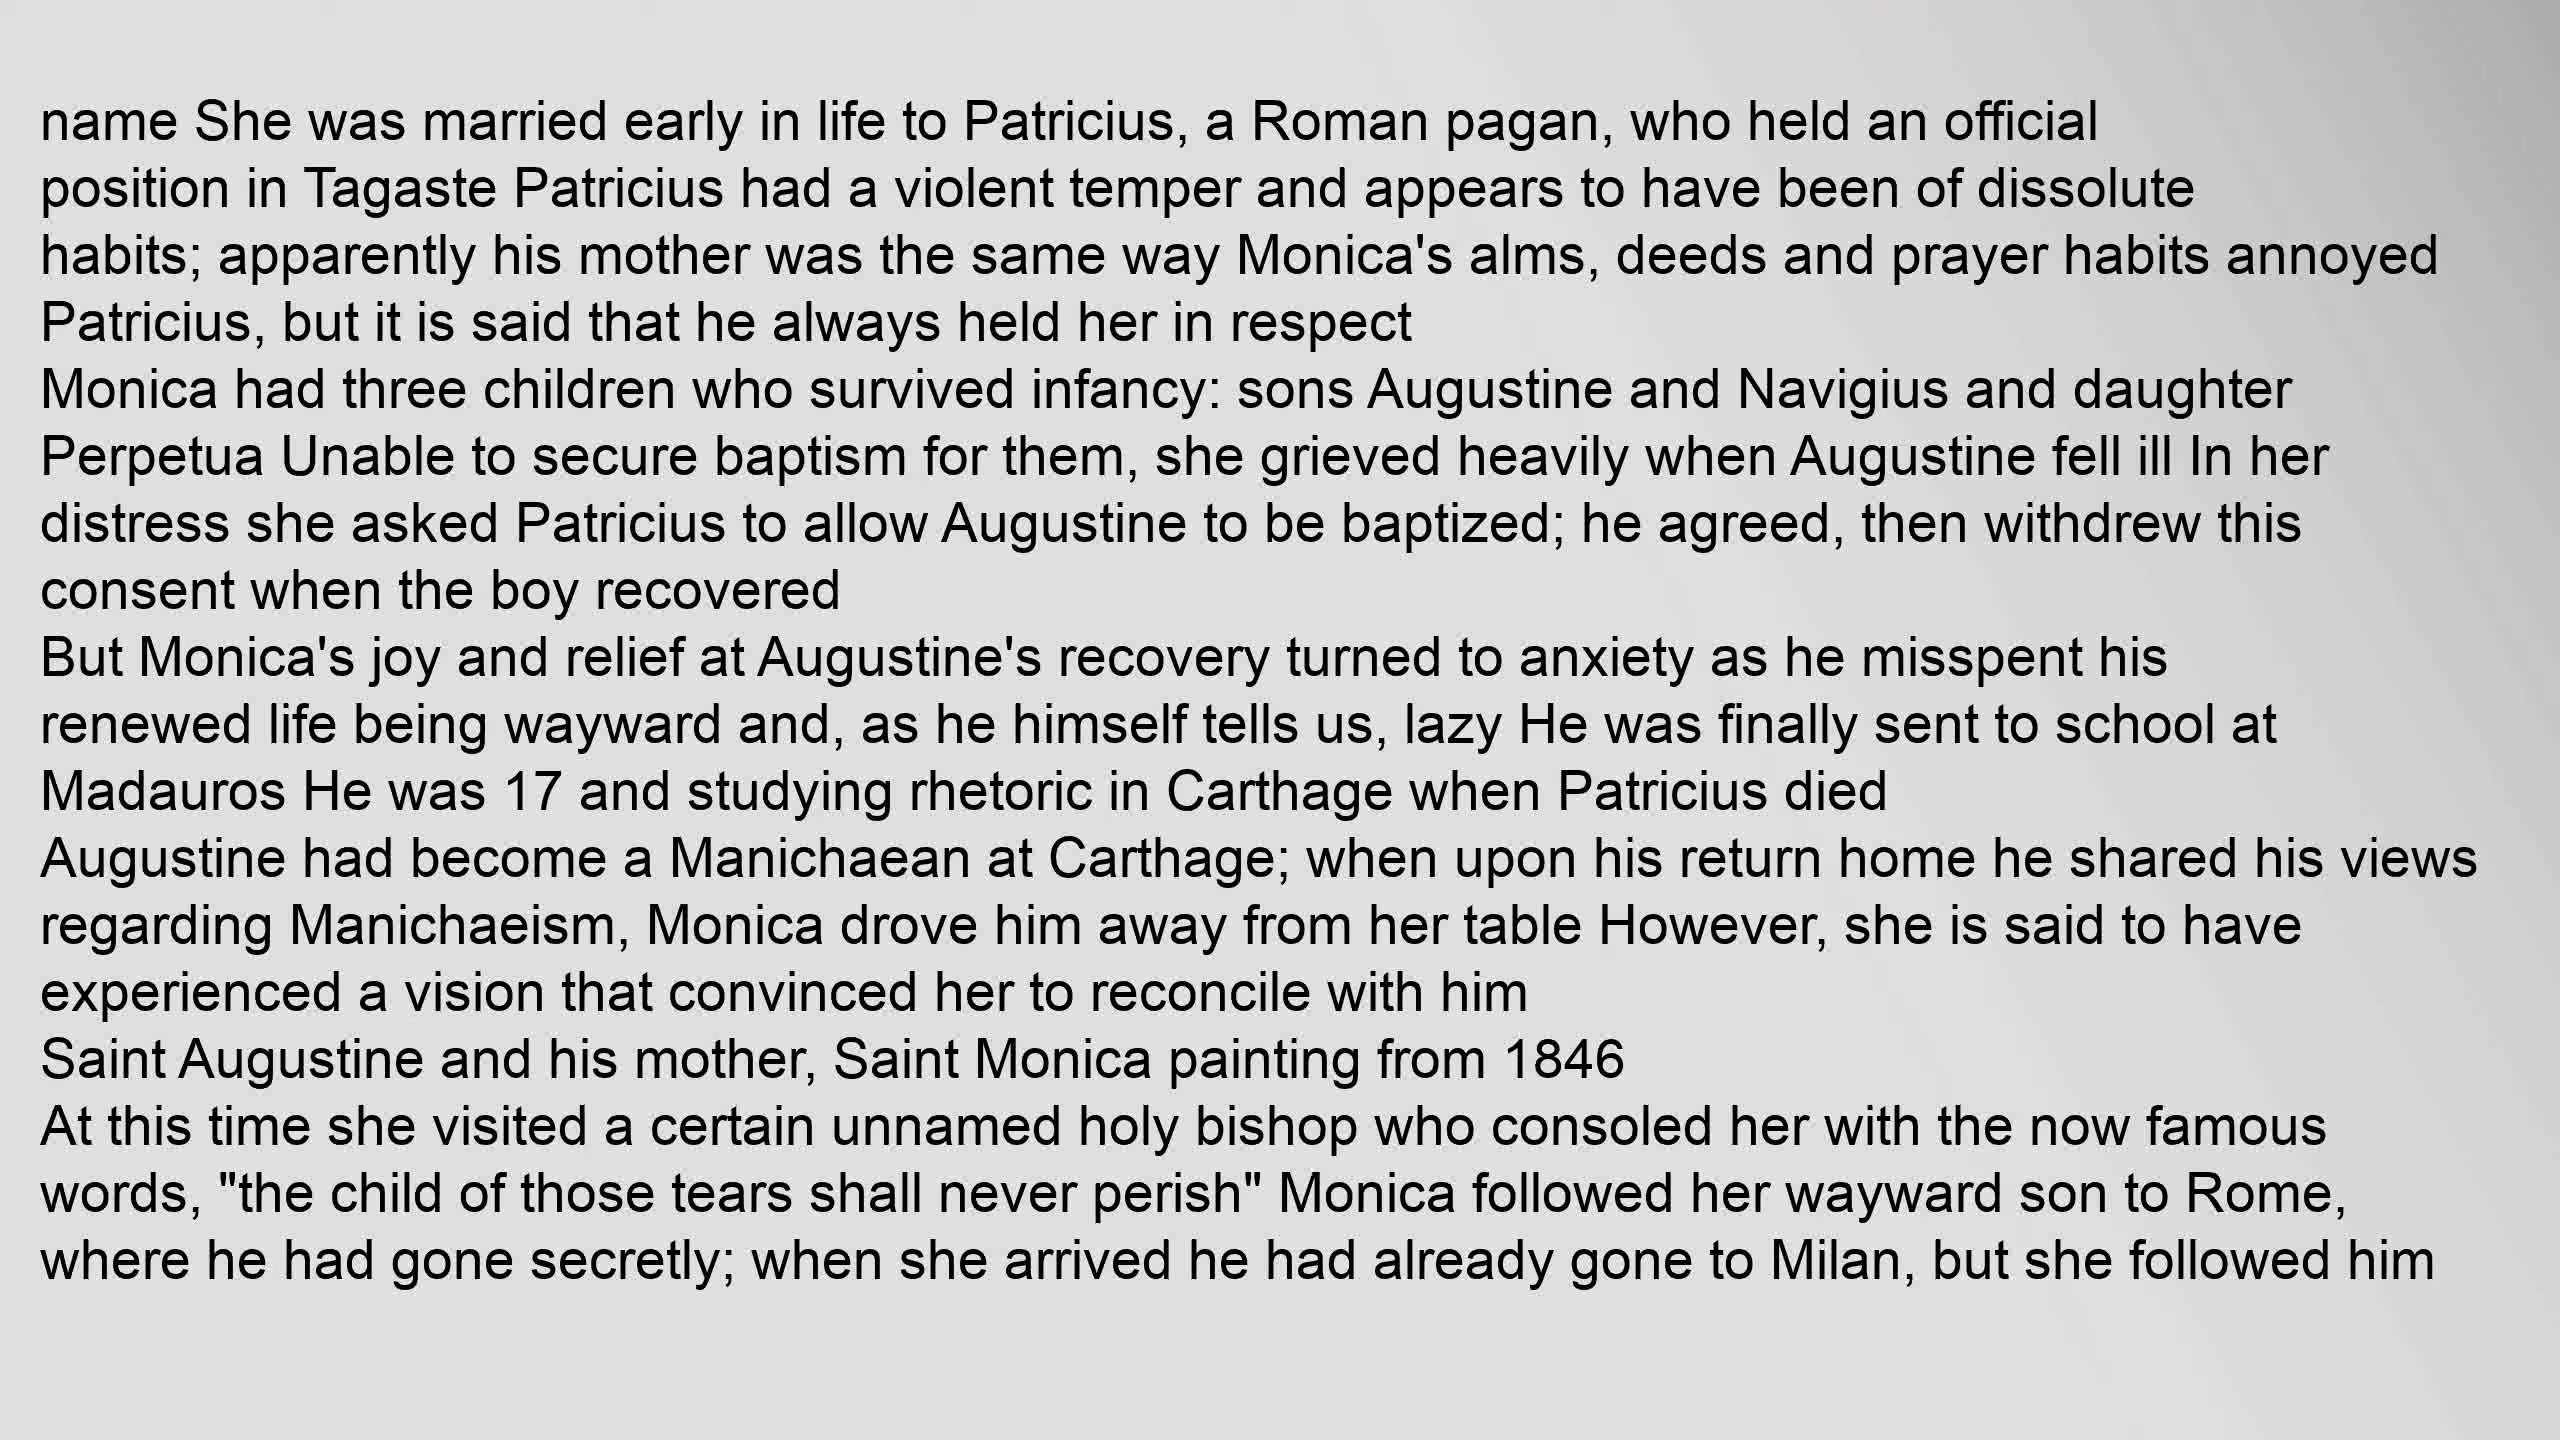 name She was married early in life to Patricius, a Roman pagan, who held an official
position in Tagaste Patricius had a violent temper and appears to have been of dissolute
habits; apparently his mother was the same way Monica's alms, deeds and prayer habits annoyed
Patricius, but it is said that he always held her in respect
Monica had three children who survived infancy: sons Augustine and Navigius and daughter
Perpetua Unable to secure baptism for them, she grieved heavily when Augustine fell ill In her
distress she asked Patricius to allow Augustine to be baptized; he agreed, then withdrew this
consent when the boy recovered
But Monica's joy and relief at Augustine's recovery turned to anxiety as he misspent his
renewed life being wayward and, as he himself tells us, lazy He was finally sent to school at
Madauros He was 17 and studying rhetoric in Carthage when Patricius died
Augustine had become a Manichaean at Carthage; when upon his return home he shared his views
regarding Manichaeism, Monica drove him away from her table However, she is said to have
experienced a vision that convinced her to reconcile with him
Saint Augustine and his mother, Saint Monica painting from 1846
At this time she visited a certain unnamed holy bishop who consoled her with the now famous
words, "the child of those tears shall never perish" Monica followed her wayward son to Rome,
where he had gone secretly; when she arrived he had already gone to Milan, but she followed him